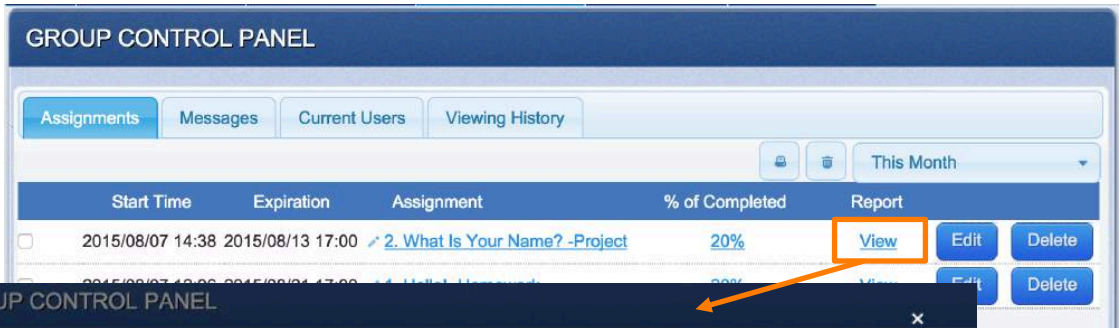 GROUP CONTROL PANEL
Assignments Messages Current Users Viewing History
This Month
Start Time Expiration Assignment % of Completed Report
2015/08/07 14:38 2015/08/13 17:00 2. What Is Your Name? -Project 20% View Edit Delete
Edit Delete
UP CONTROL PANEL ×